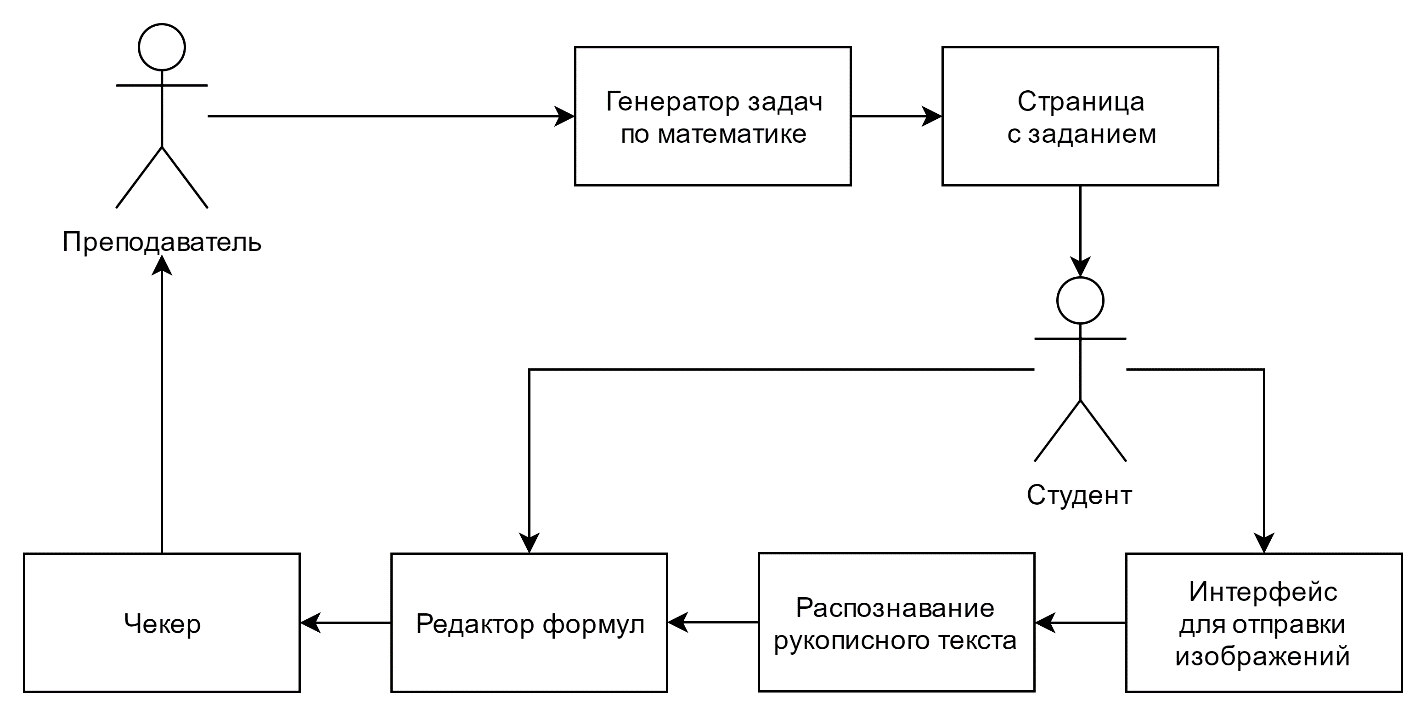 Генератор задач
по математике
Страница
с заданием
Преподаватель
Студент
Чекер
Редактор формул
Распознавание
рукописного текста
Интерфейс
для отправки
изображений